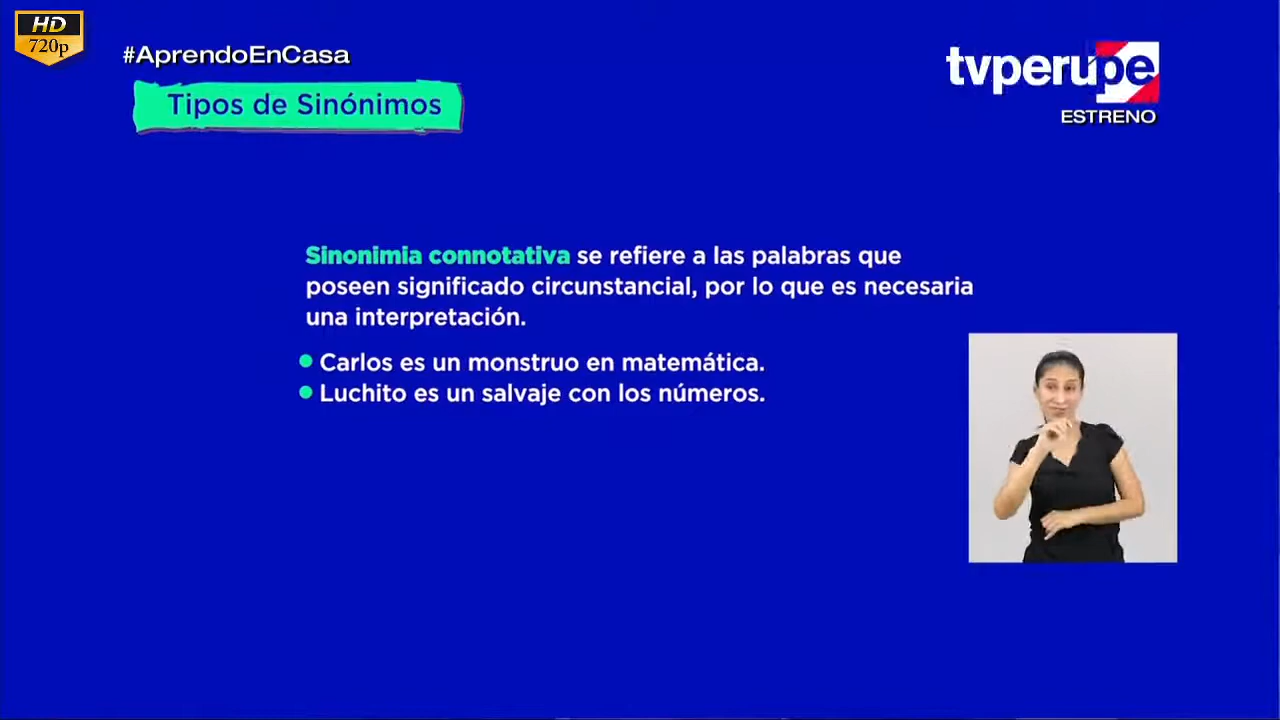 HD
720p
#AprendoEnCasa
tvperupe
ESTRENO
Tipos de Sinónimos
Sinonimia connotativa se refiere a las palabras que
poseen significado circunstancial, por lo que es necesaria
una interpretación.
Carlos es un monstruo en matemática.
Luchito es un salvaje con los números.